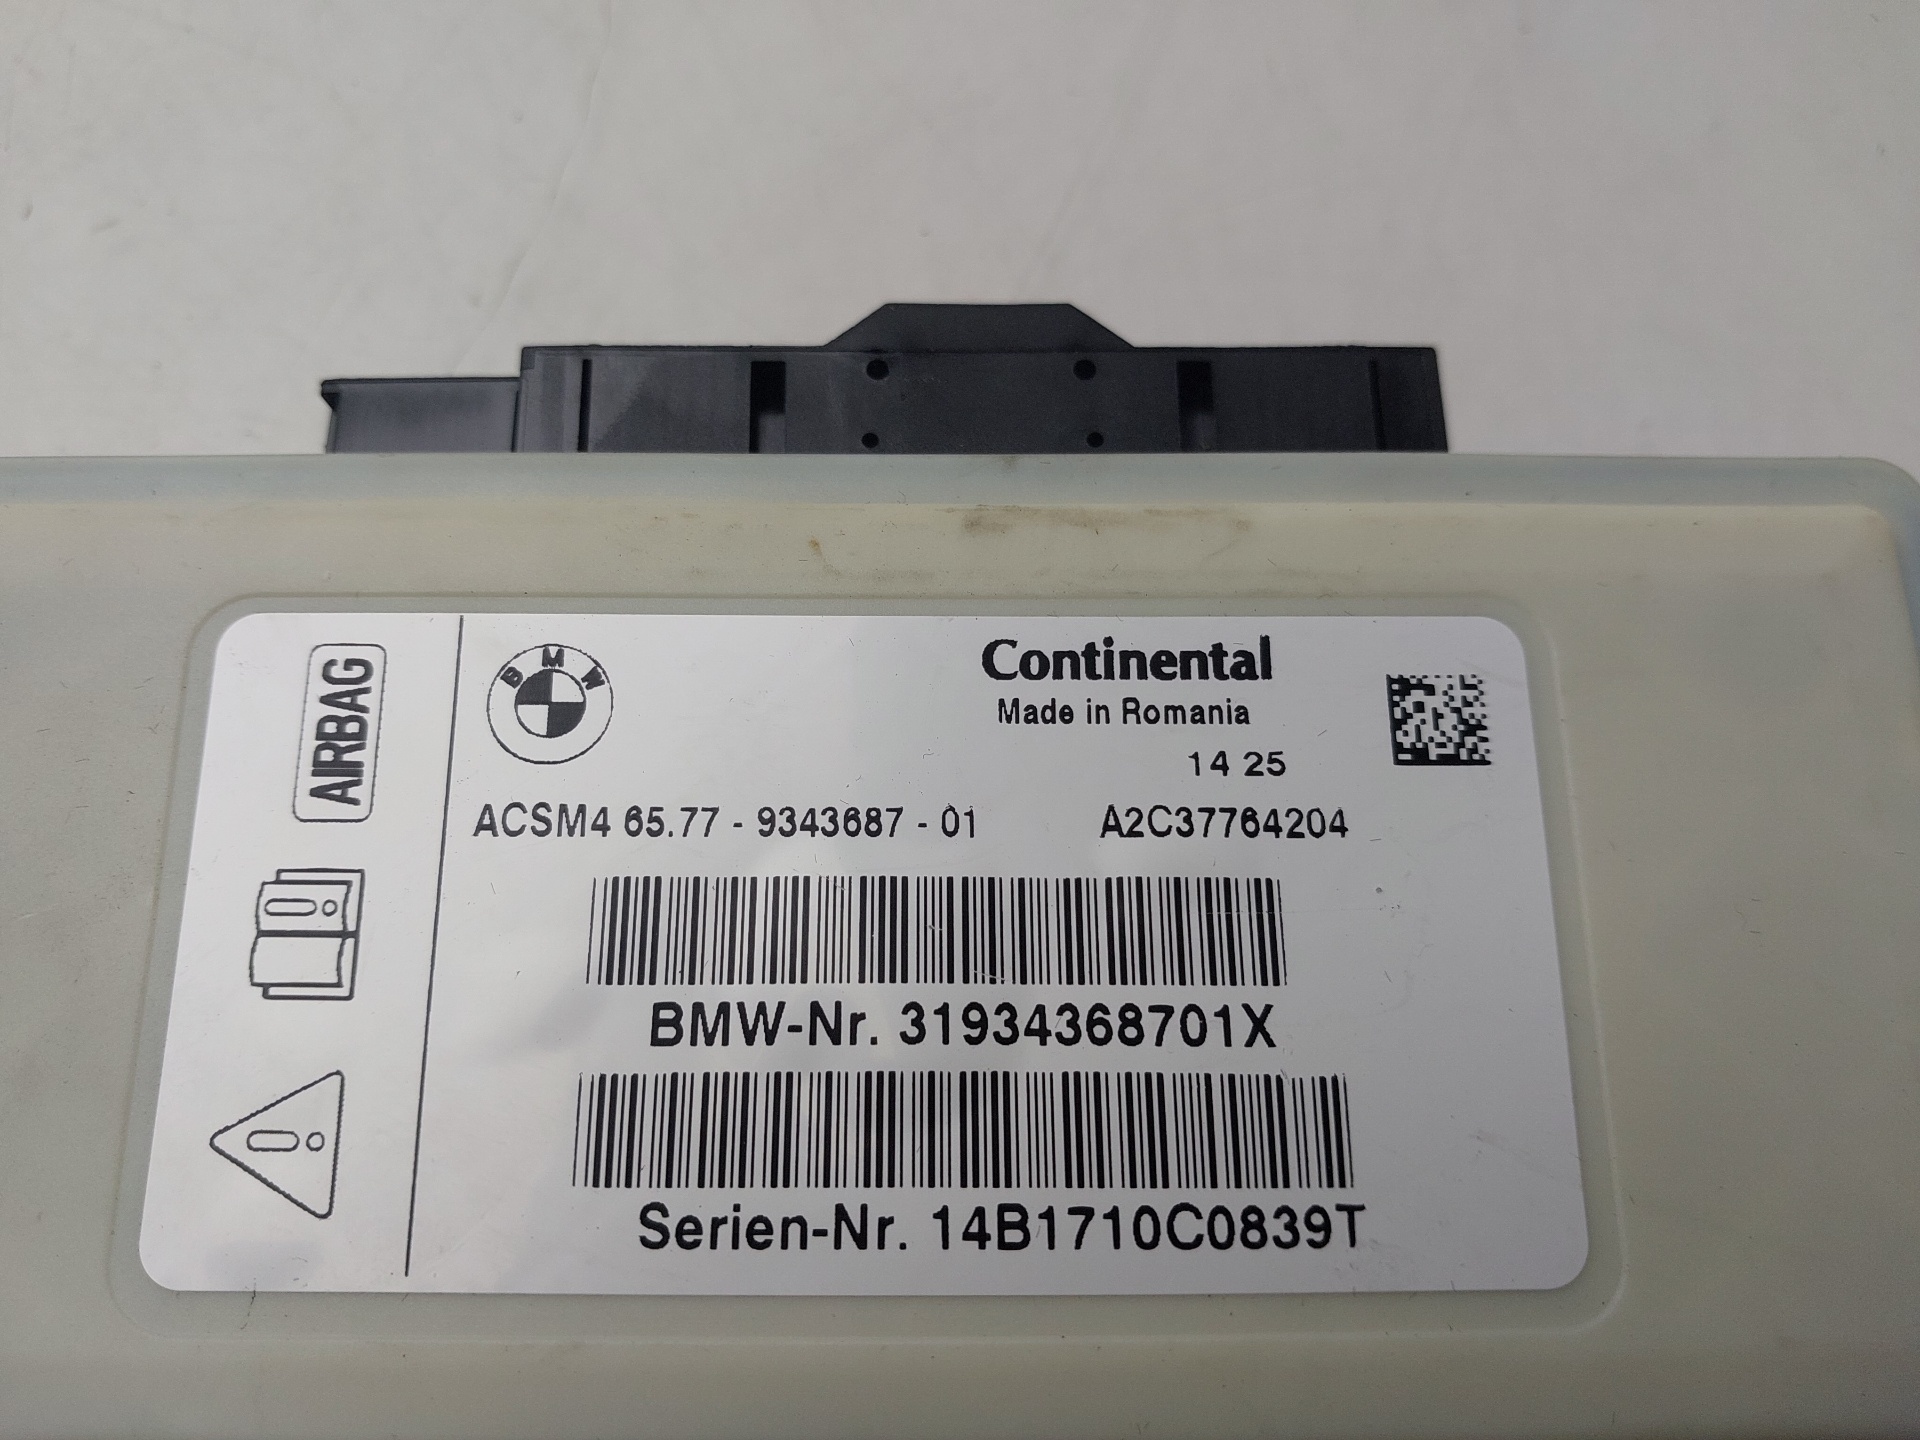 AIRBAG
BMW
Continental
Made in Romania
14 25
ACSM4 65.77 - 9343687 - 01 A2C37764204
BMW-Nr. 31934368701X
Serien-Nr. 14B1710C0839T